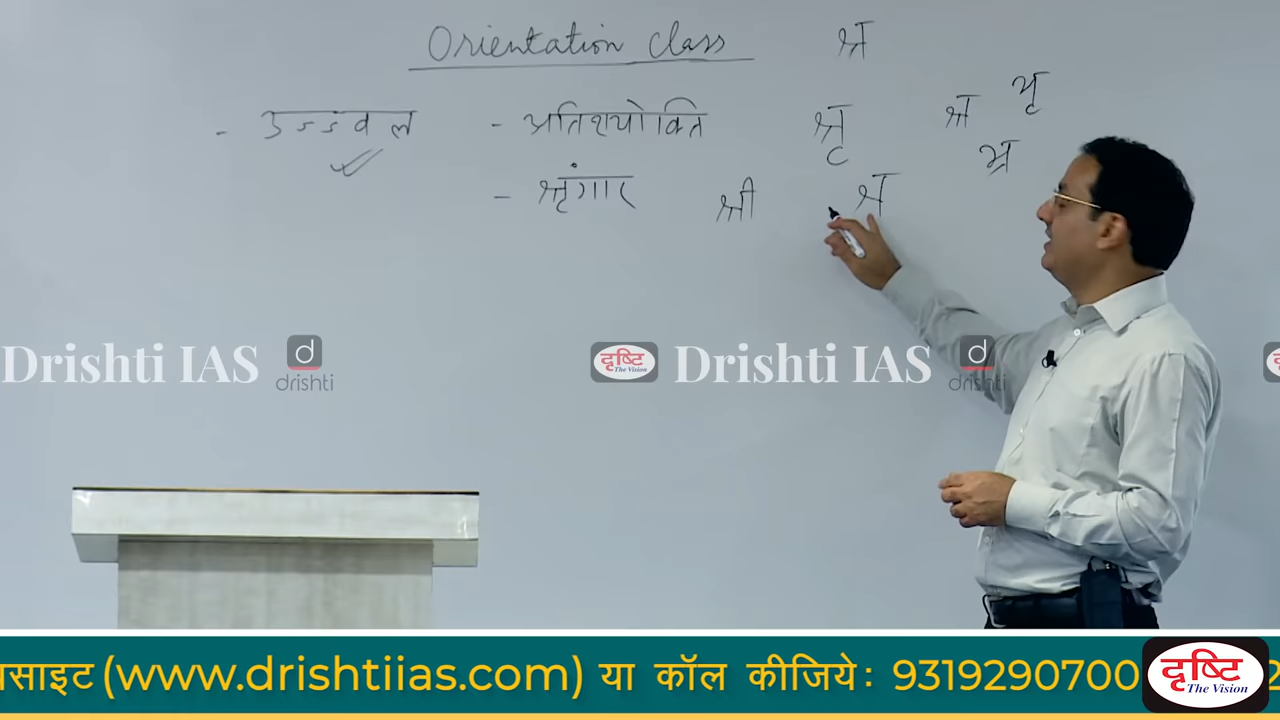 Orientation Class श्र
- उज्ज्वल - अतिशयोक्ति श्रृ श्र
- श्रृंगार श्री
Drishti IAS drishti दृष्टि The Vision Drishti IAS drishti
बसाइट (www.drishtiias.com) या कॉल कीजिये: 9319290700
दृष्टि The Vision